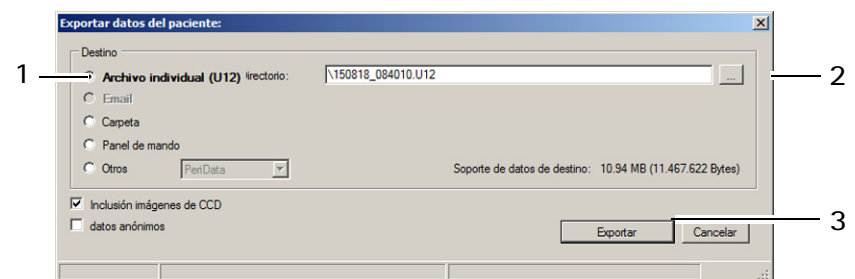 Exportar datos del paciente:
Destino
1 Archivo individual (U12) irectorio: \150818_084010.U12 ... 2
Email
Carpeta
Panel de mando
Otros PeriData Soporte de datos de destino: 10.94 MB (11.467.622 Bytes)
Inclusión imágenes de CCD
datos anónimos
Exportar Cancelar 3